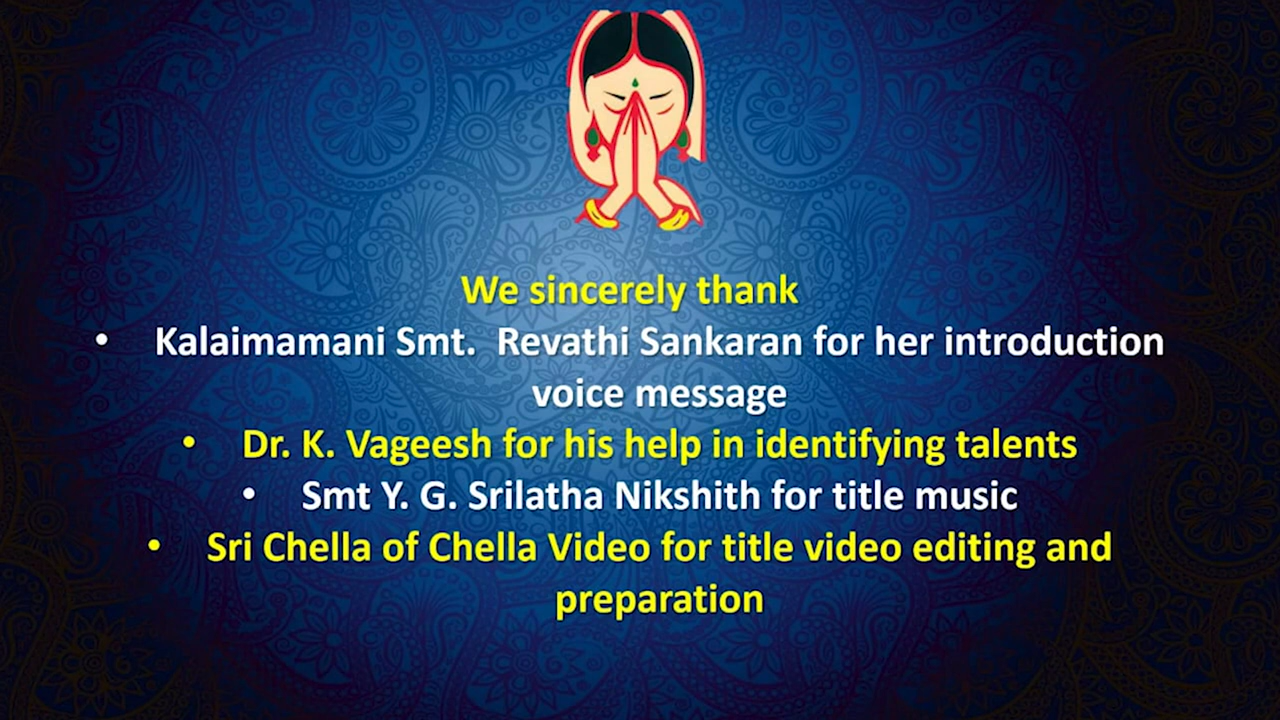 We sincerely thank
• Kalaimamani Smt.  Revathi Sankaran for her introduction
voice message
• Dr. K. Vageesh for his help in identifying talents
• Smt Y. G. Srilatha Nikshith for title music
• Sri Chella of Chella Video for title video editing and
preparation